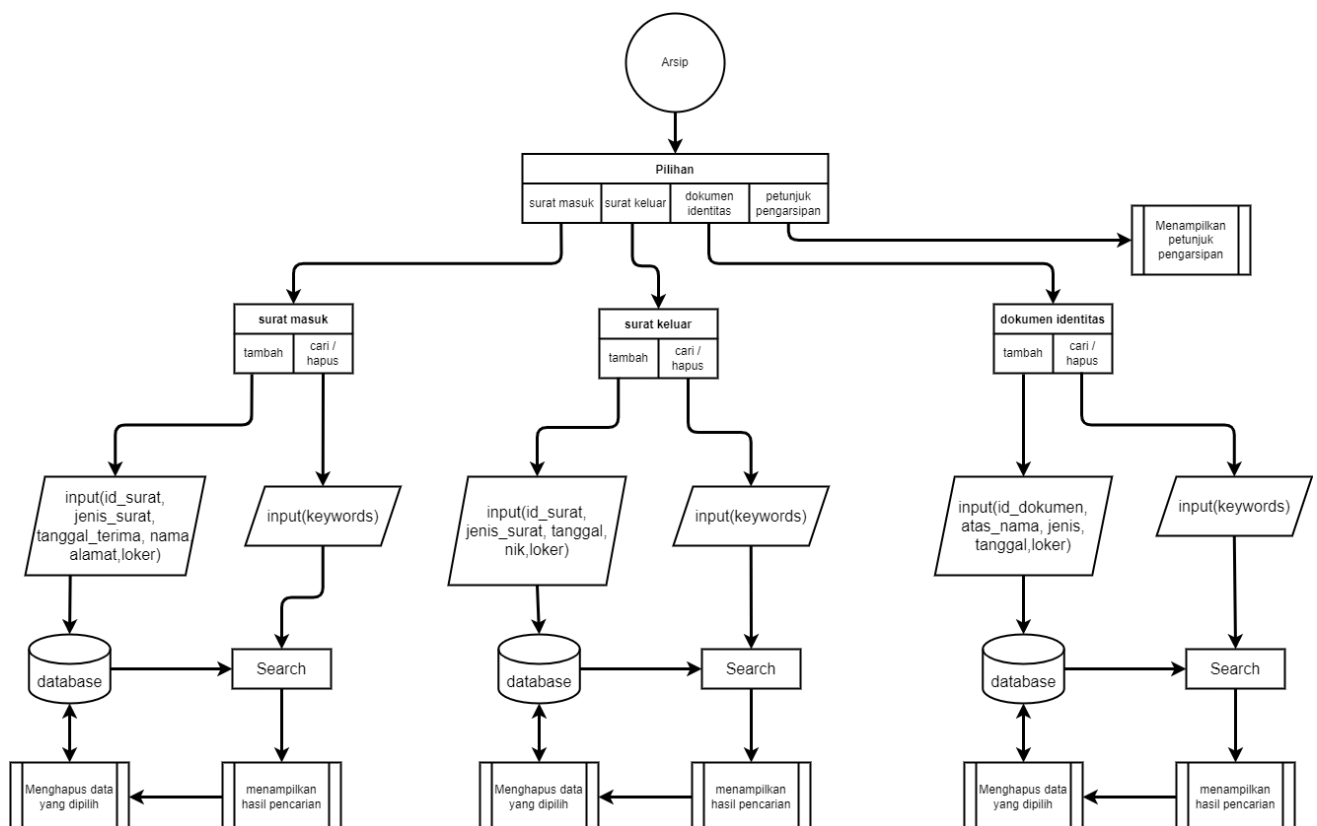 Arsip
Pilihan
surat masuk
surat keluar
dokumen
identitas
petunjuk
pengarsipan
Menampilkan
petunjuk
pengarsipan
surat masuk
tambah
cari /
hapus
surat keluar
tambah
cari /
hapus
dokumen identitas
tambah
cari /
hapus
input(id_surat,
jenis_surat,
tanggal_terima, nama
alamat,loker)
input(keywords)
input(id_surat,
jenis_surat, tanggal,
nik,loker)
input(keywords)
input(id_dokumen,
atas_nama, jenis,
tanggal,loker)
input(keywords)
database
Search
database
Search
database
Search
Menghapus data
yang dipilih
menampilkan
hasil pencarian
Menghapus data
yang dipilih
menampilkan
hasil pencarian
Menghapus data
yang dipilih
menampilkan
hasil pencarian